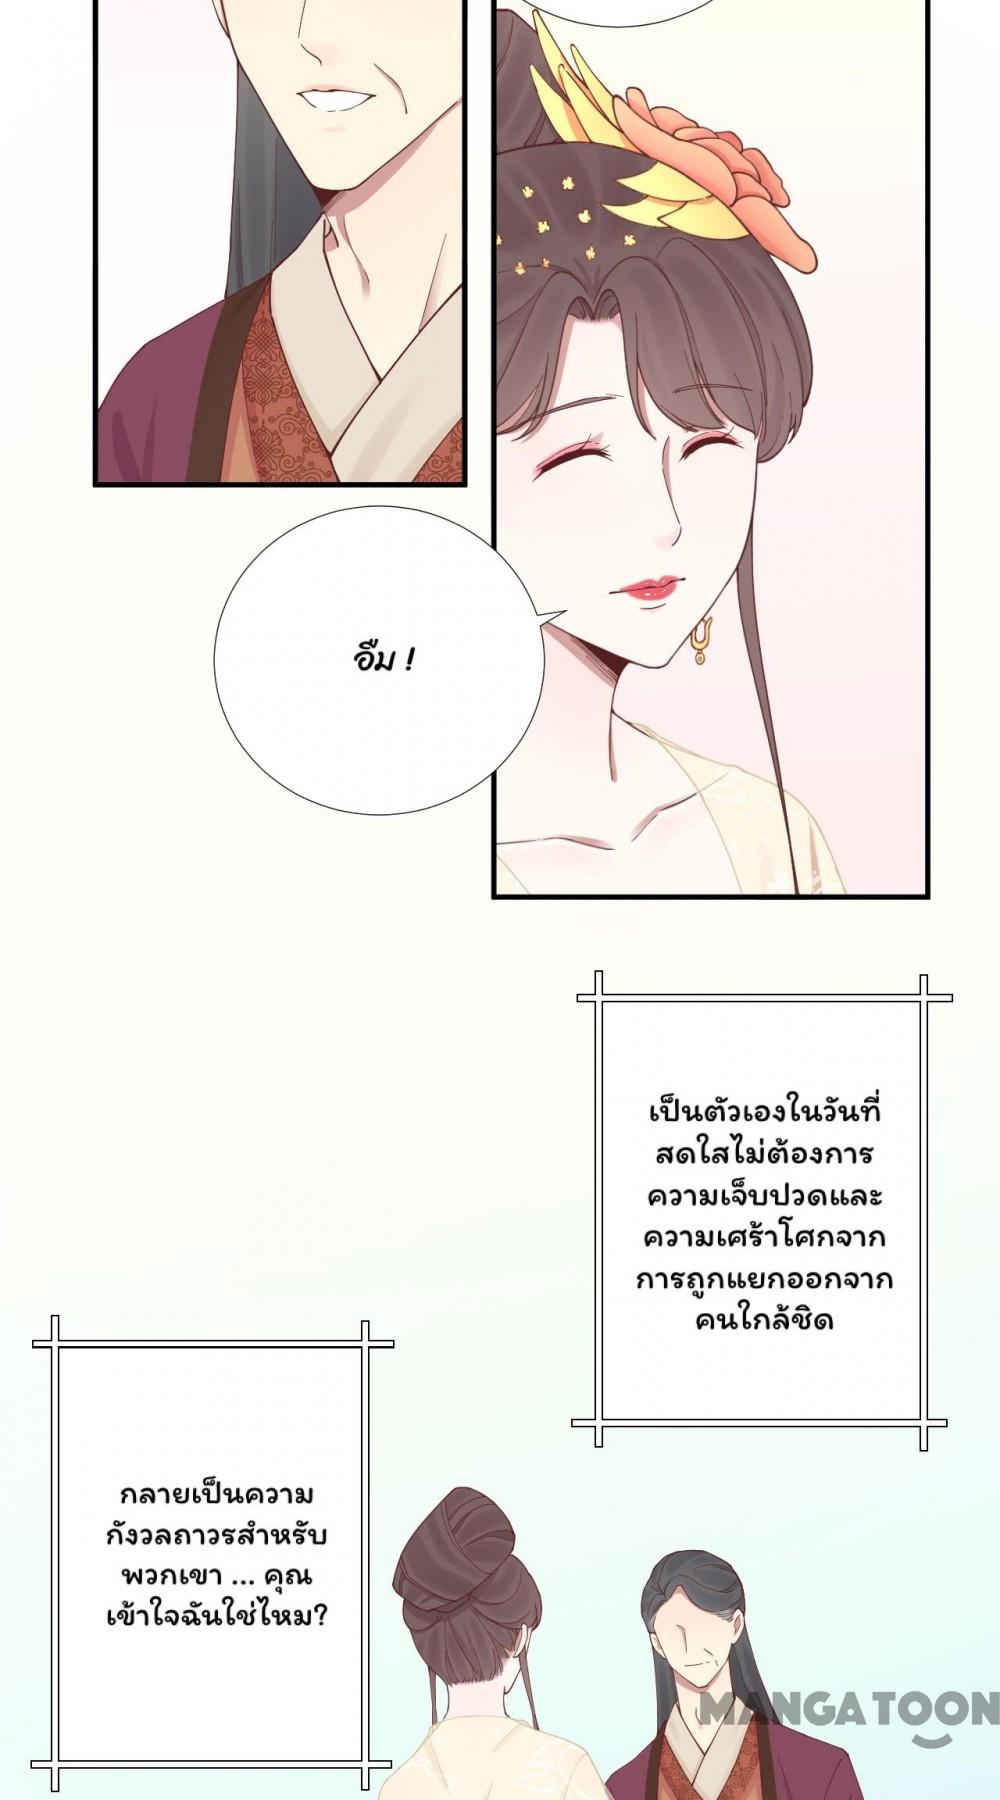 อืม !
เป็นตัวเองในวันที่
สดใสไม่ต้องการ
ความเจ็บปวดและ
ความเศร้าโศกจาก
การถูกแยกออกจาก
คนใกล้ชิด
กลายเป็นความ
กังวลถาวรสำหรับ
พวกเขา ... คุณ
เข้าใจฉันใช่ไหม?
MANGATOON